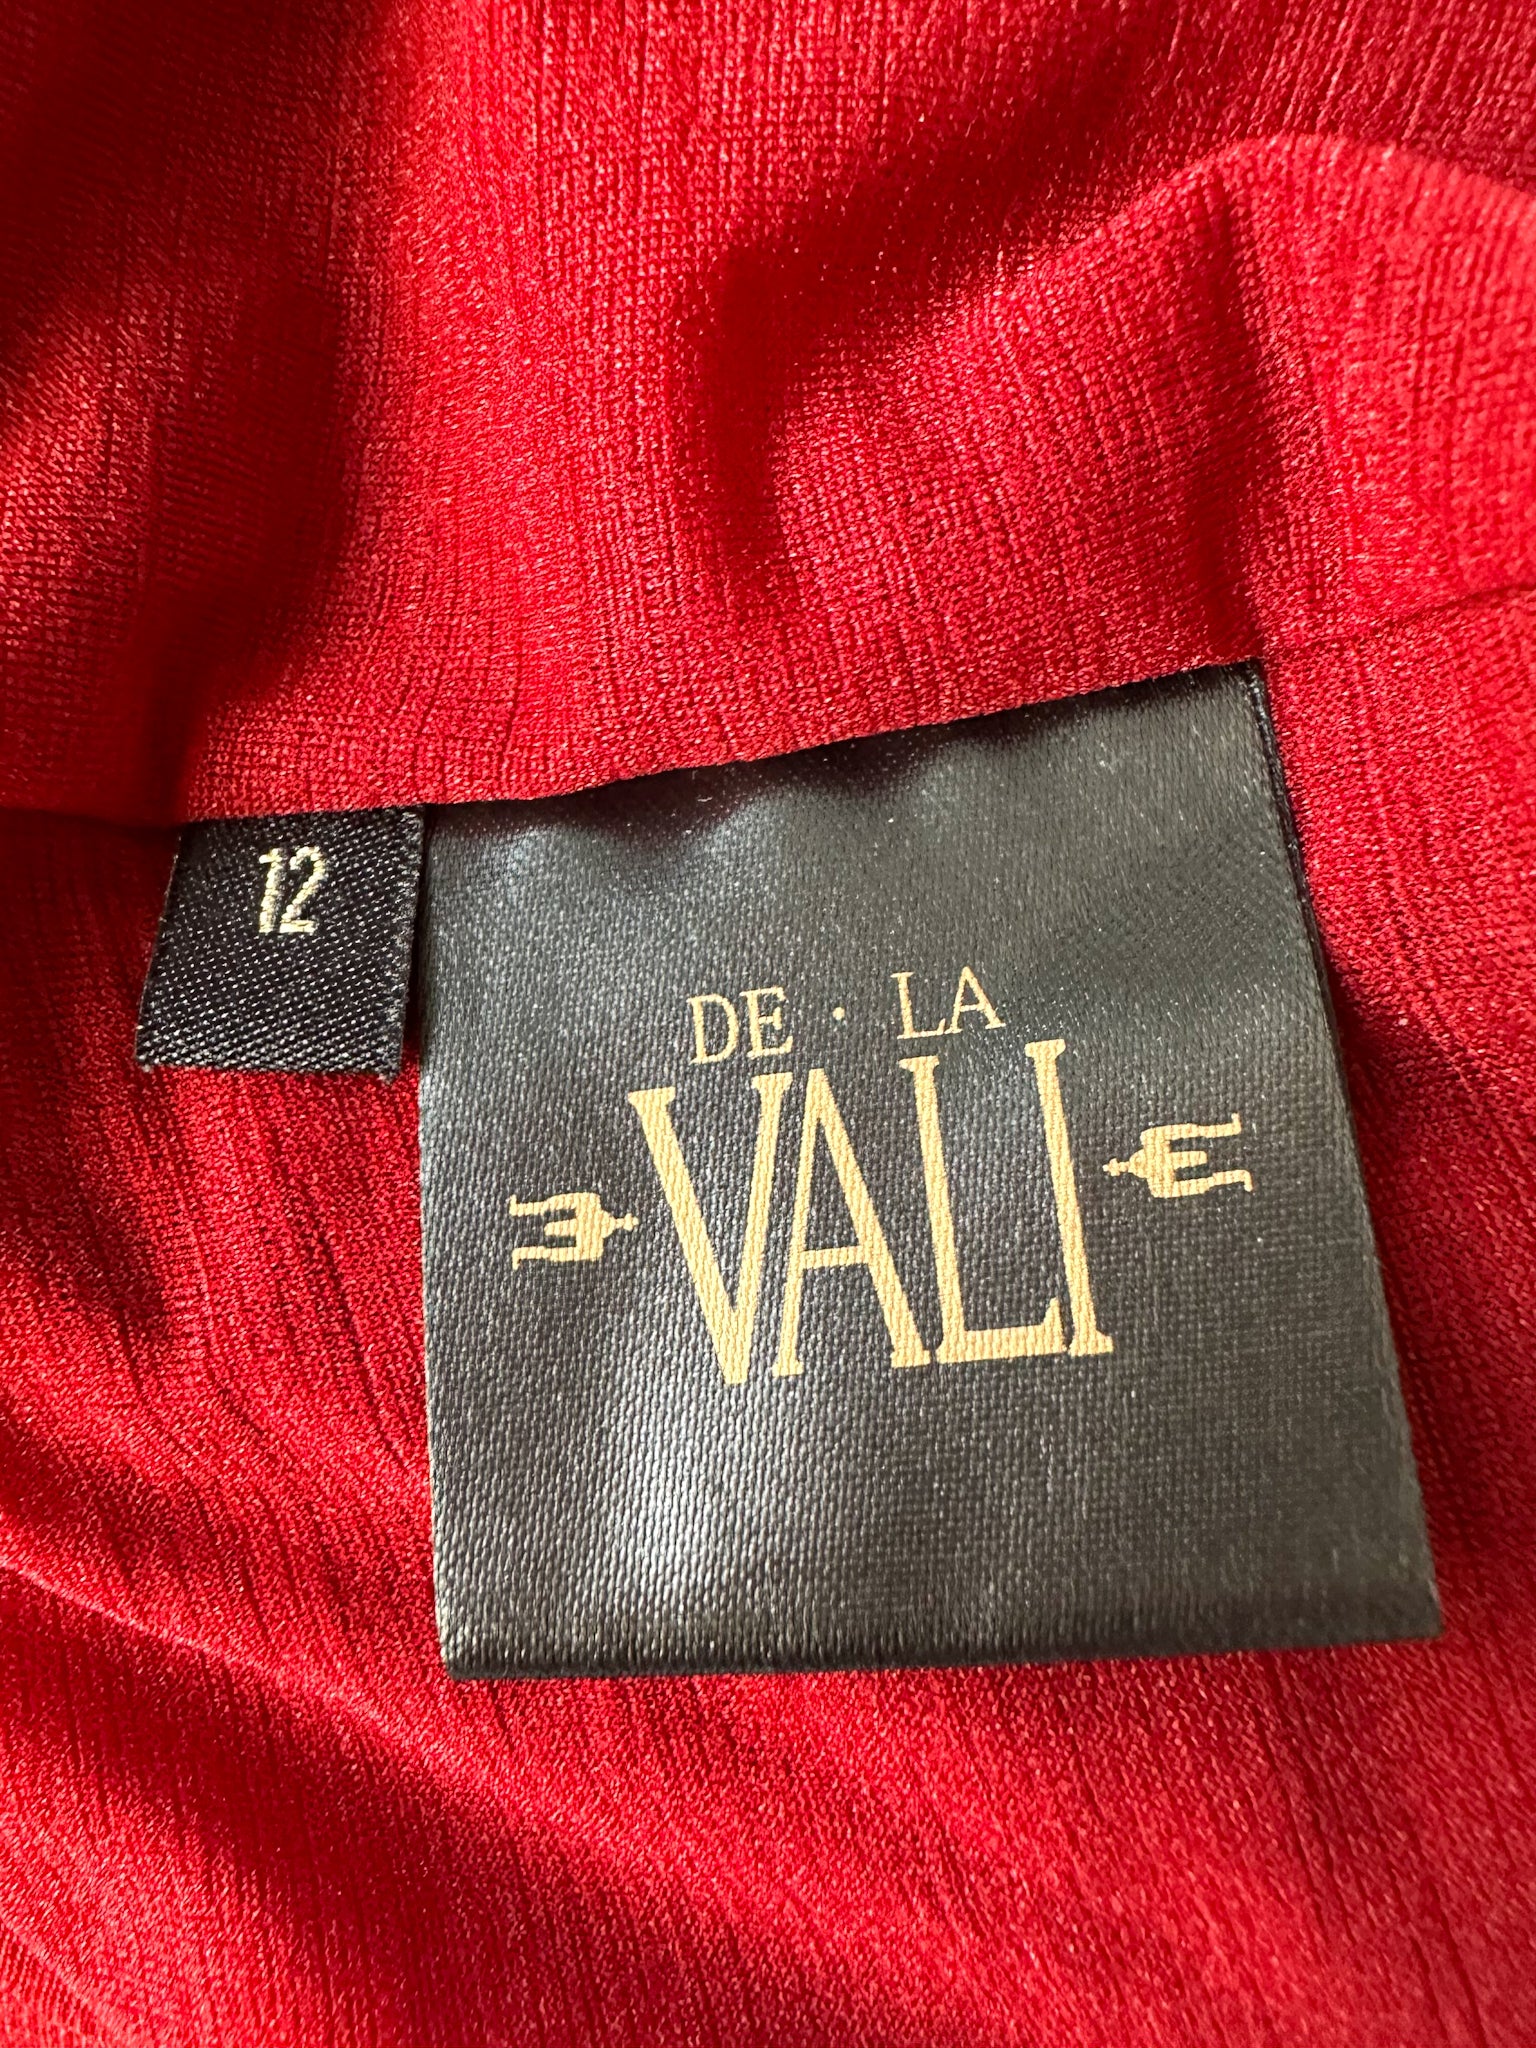 12
DE · LA
VALI